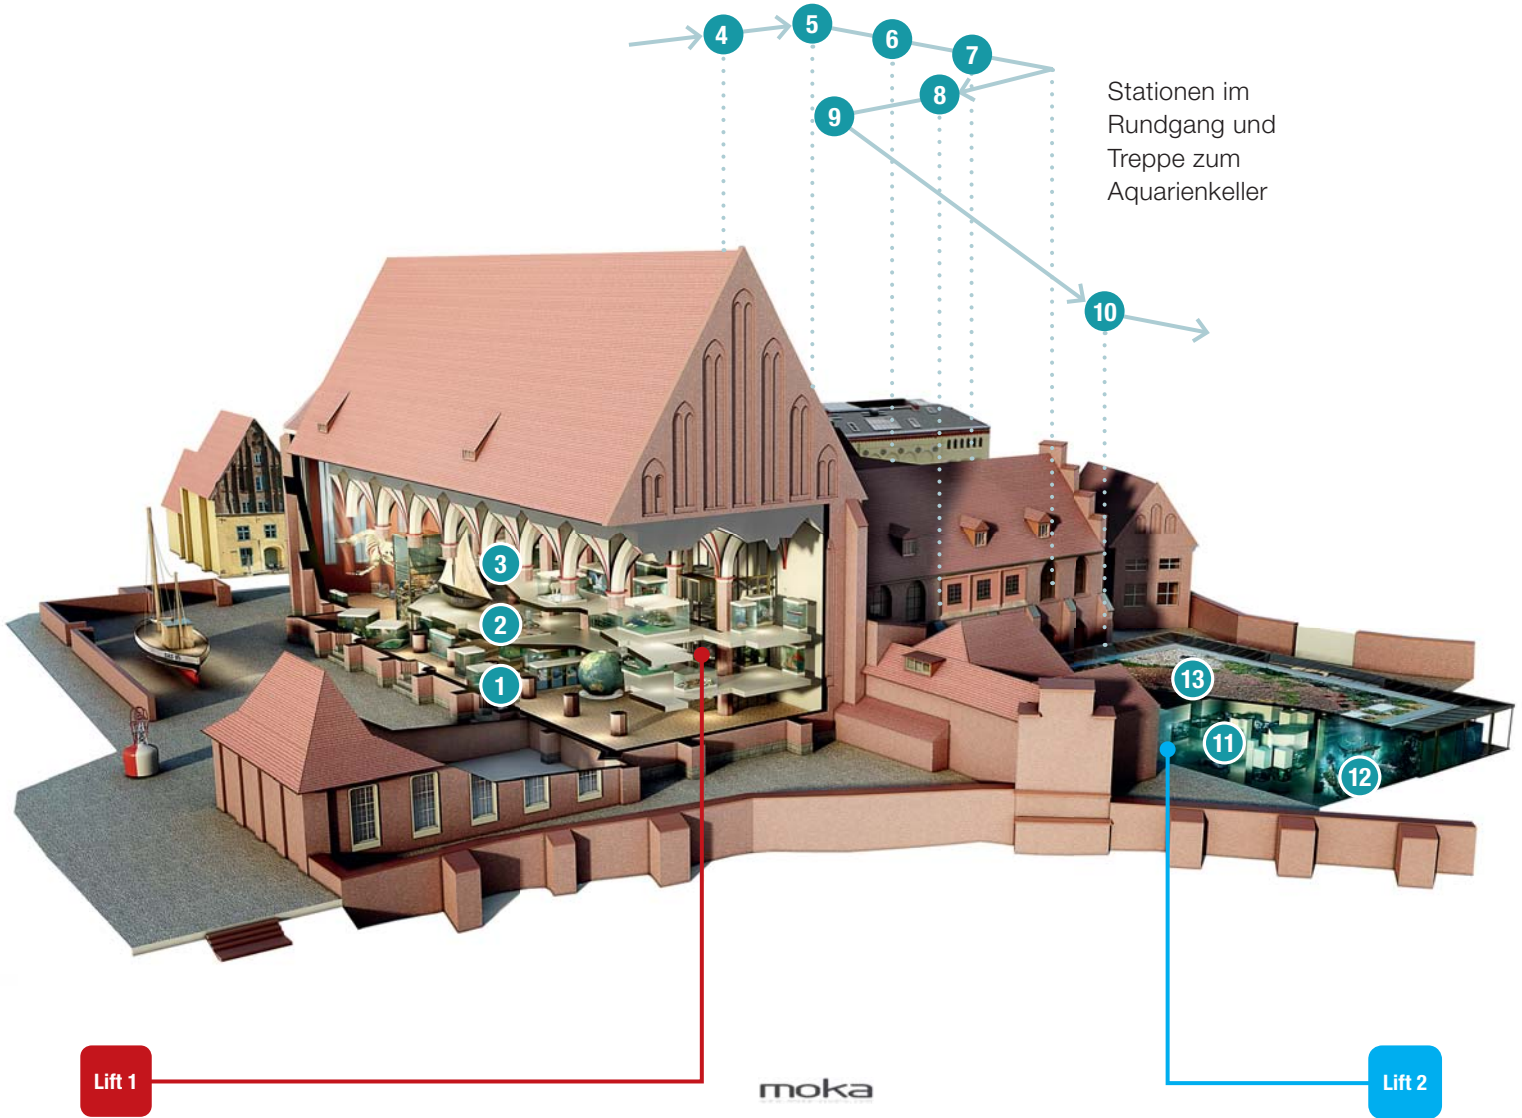 4
5
6
7
8
9
Stationen im
Rundgang und
Treppe zum
Aquarienkeller
10
3
2
1
13
11
12
Lift 1
moka
Lift 2